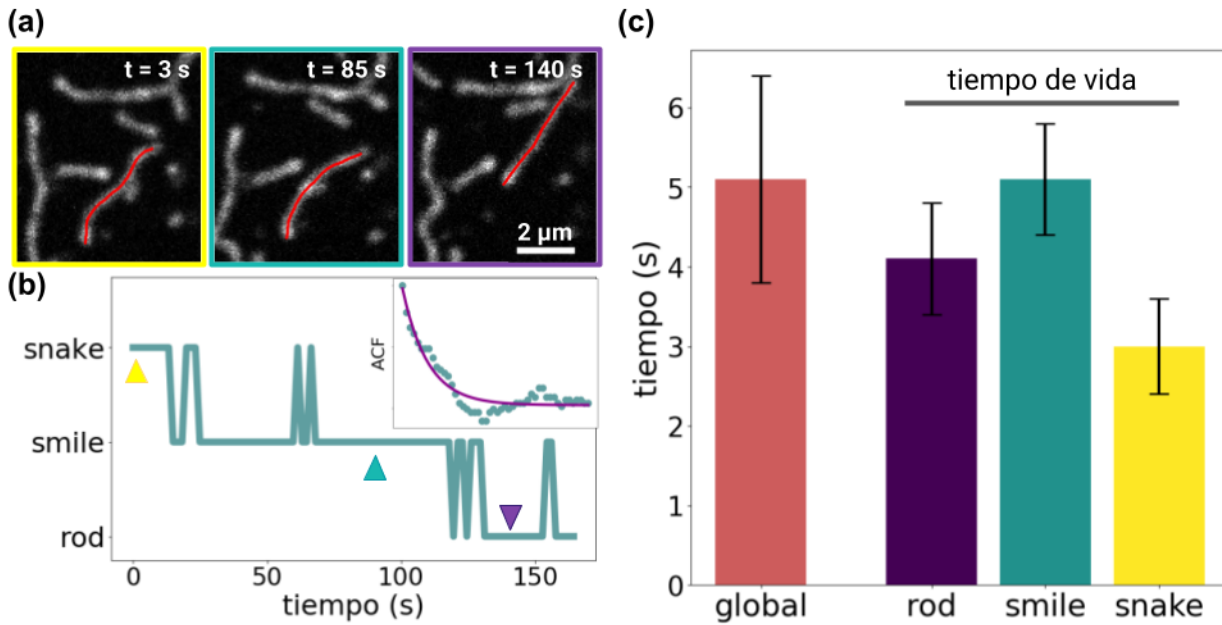 (a)
t = 3 s
t = 85 s
t = 140 s
2 µm
(b)
snake
smile
rod
ACF
0
50
100
150
tiempo (s)
(c)
tiempo de vida
tiempo (s)
6
5
4
3
2
1
0
global
rod
smile
snake